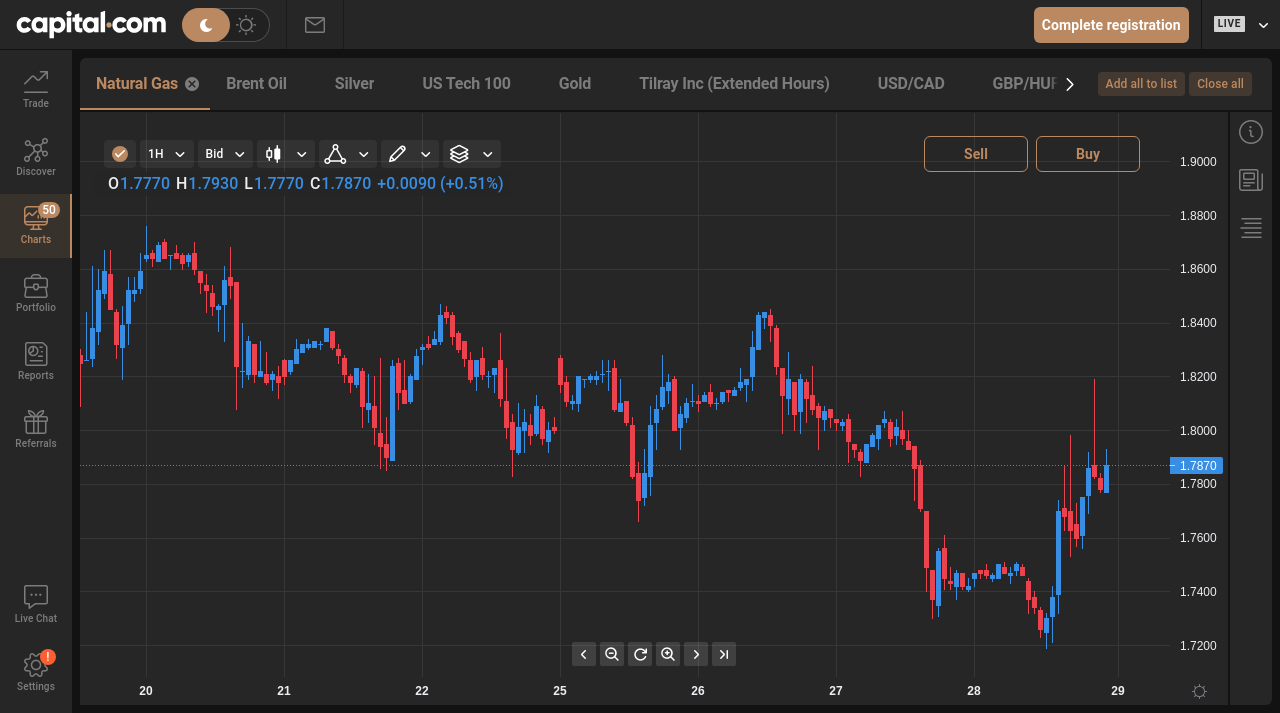 capital.com
Complete registration
LIVE
Trade
Discover
50
Charts
Portfolio
Reports
Referrals
Live Chat
!
Settings
Natural Gas
Brent Oil
Silver
US Tech 100
Gold
Tilray Inc (Extended Hours)
USD/CAD
GBP/HUF
Add all to list
Close all
1H
Bid
Sell
Buy
O1.7770 H1.7930 L1.7770 C1.7870 +0.0090 (+0.51%)
1.9000
1.8800
1.8600
1.8400
1.8200
1.8000
1.7870
1.7800
1.7600
1.7400
1.7200
20
21
22
25
26
27
28
29